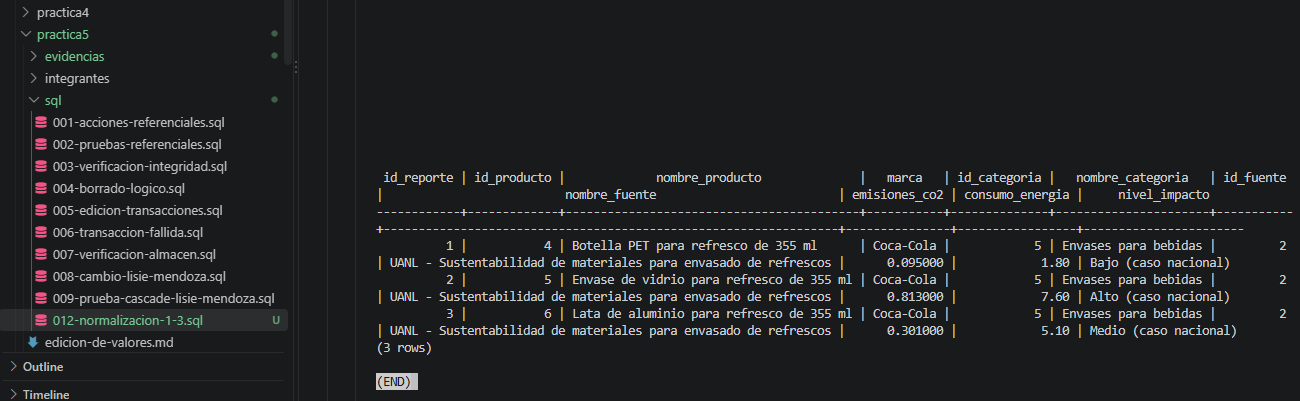 practica4
practica5
evidencias
integrantes
sql
001-acciones-referenciales.sql
002-pruebas-referenciales.sql
003-verificacion-integridad.sql
004-borrado-logico.sql
005-edicion-transacciones.sql
006-transaccion-fallida.sql
007-verificacion-almacen.sql
008-cambio-lisie-mendoza.sql
009-prueba-cascade-lisie-mendoza.sql
012-normalizacion-1-3.sql U
edicion-de-valores.md
Outline
Timeline
id_reporte | id_producto | nombre_producto | marca | id_categoria | nombre_categoria | id_fuente
| nombre_fuente | emisiones_co2 | consumo_energia | nivel_impacto
------------+-------------+----------------------------------------+-----------+--------------+----------------------+-----------
+------------------------------------------------------------+---------------+-----------------+----------------------
1 | 4 | Botella PET para refresco de 355 ml | Coca-Cola | 5 | Envases para bebidas | 2
| UANL - Sustentabilidad de materiales para envasado de refrescos | 0.095000 | 1.80 | Bajo (caso nacional)
2 | 5 | Envase de vidrio para refresco de 355 ml | Coca-Cola | 5 | Envases para bebidas | 2
| UANL - Sustentabilidad de materiales para envasado de refrescos | 0.813000 | 7.60 | Alto (caso nacional)
3 | 6 | Lata de aluminio para refresco de 355 ml | Coca-Cola | 5 | Envases para bebidas | 2
| UANL - Sustentabilidad de materiales para envasado de refrescos | 0.301000 | 5.10 | Medio (caso nacional)
(3 rows)
(END)